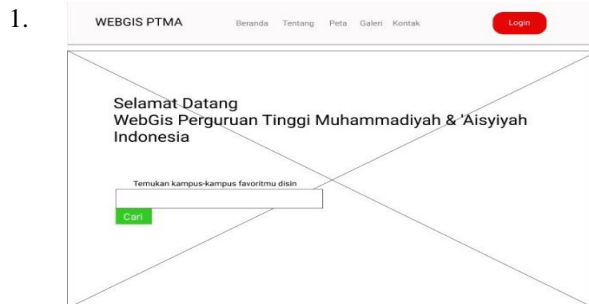 1.
WEBGIS PTMA Beranda Tentang Peta Galeri Kontak Login
Selamat Datang
WebGis Perguruan Tinggi Muhammadiyah & 'Aisyiyah
Indonesia
Temukan kampus-kampus favoritmu disin
Cari